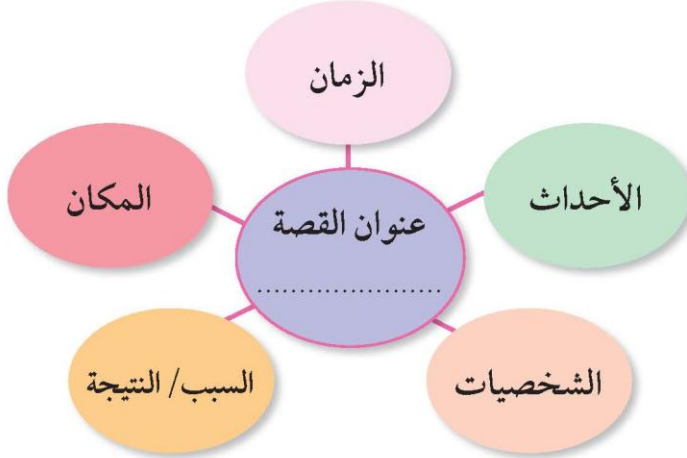 الزمان
الأحداث
المكان
عنوان القصة
......................
الشخصيات
السبب/ النتيجة